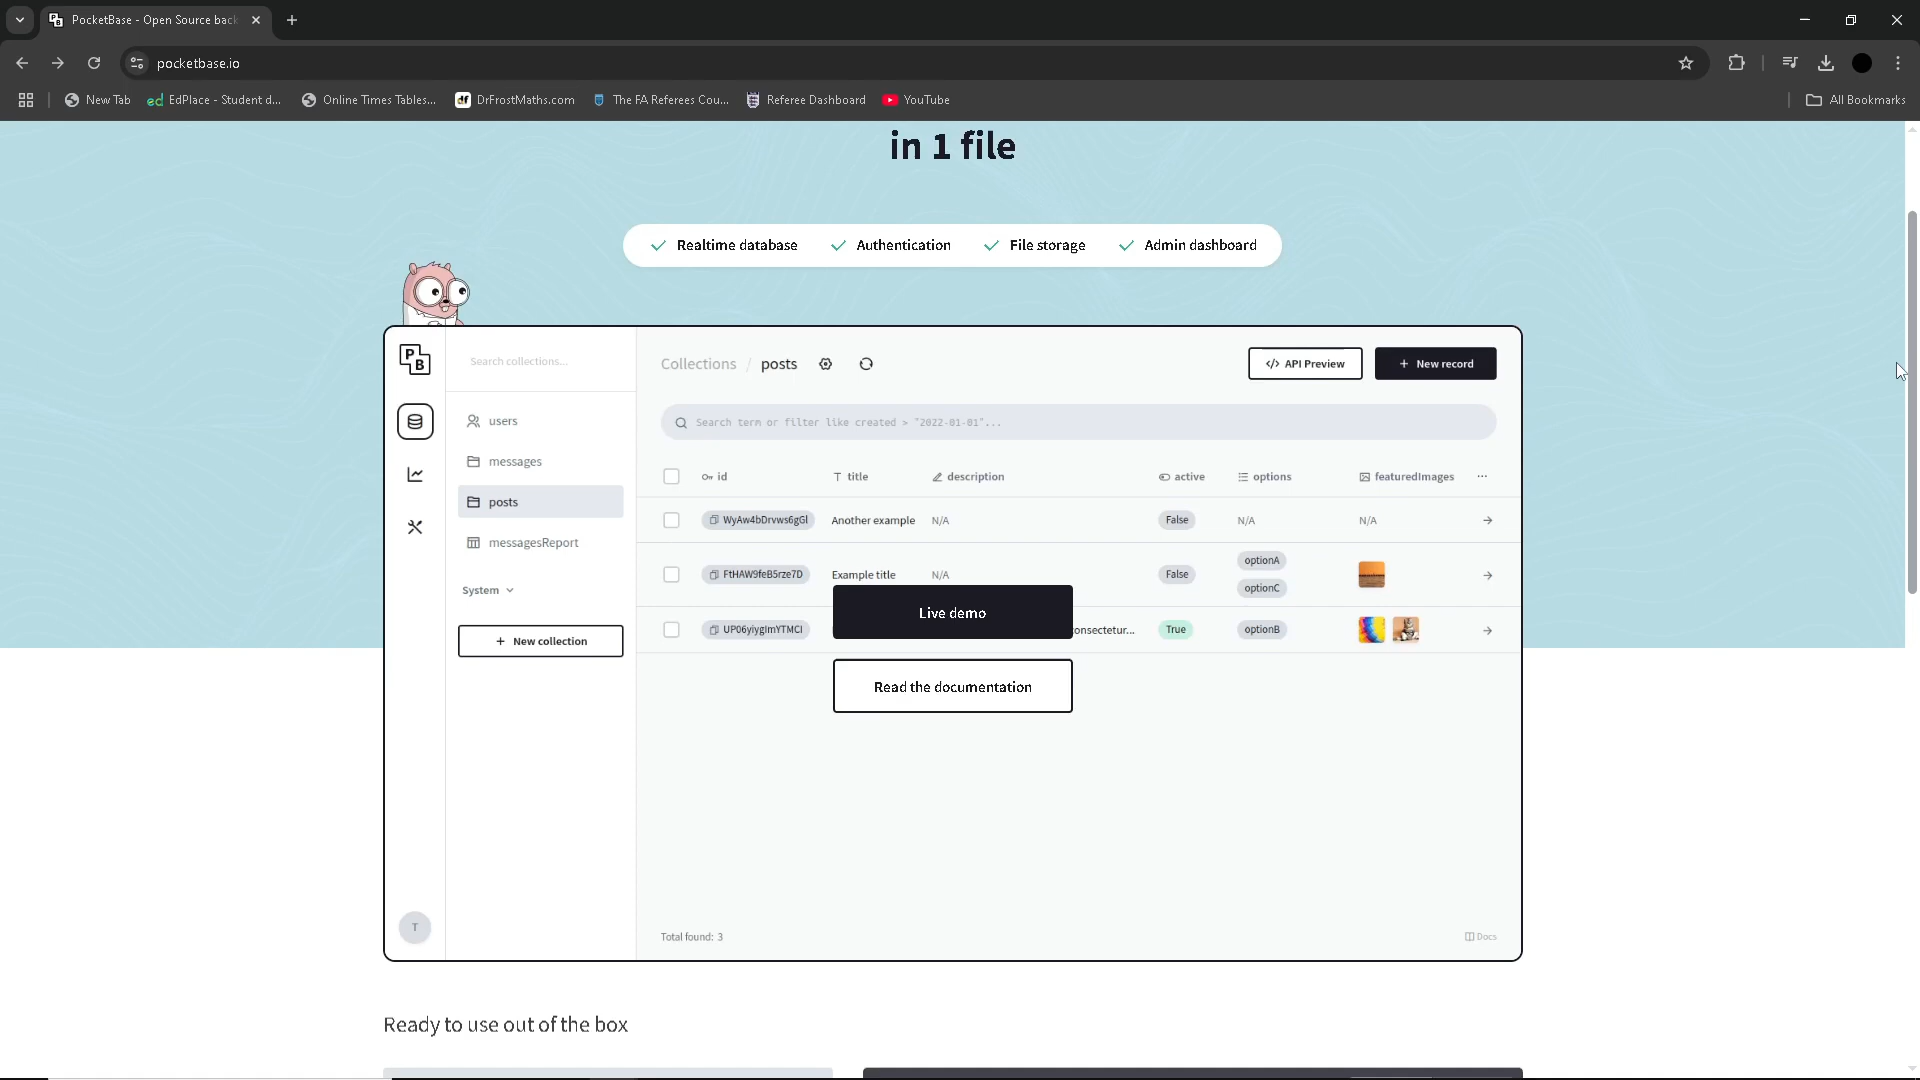 PocketBase - Open Source back
pocketbase.io
New Tab
EdPlace - Student d...
Online Times Tables...
DrFrostMaths.com
The FA Referees Cou...
Referee Dashboard
YouTube
All Bookmarks
in 1 file
Realtime database
Authentication
File storage
Admin dashboard
PB
Search collections...
Collections / posts
API Preview
+ New record
users
messages
posts
messagesReport
System
+ New collection
Search term or filter like created > "2022-01-01"...
id title description active options featuredImages ...
WyAw4bDrvws6gGl Another example N/A False N/A N/A
FtHAW9feB5rze7D Example title N/A False optionA optionC
UP06yiygImYTMCI onsectetur... True optionB
Live demo
Read the documentation
T
Total found: 3
Docs
Ready to use out of the box